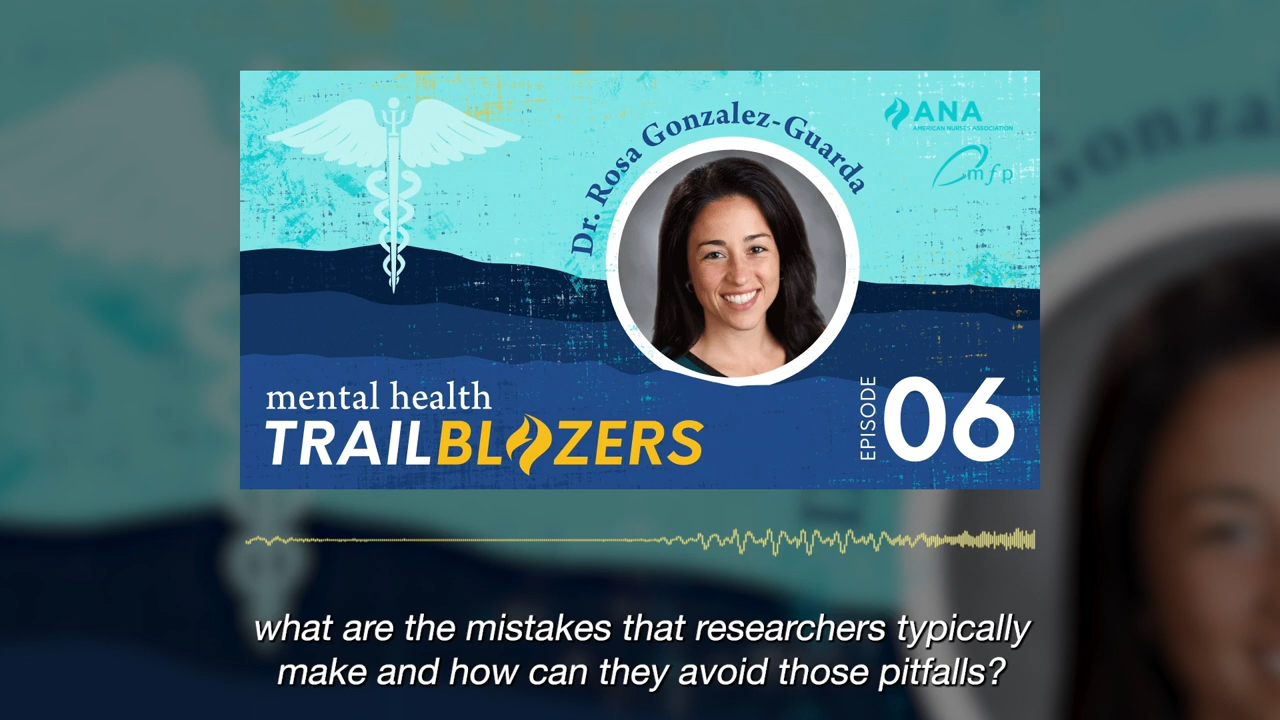 Dr. Rosa Gonzalez-Guarda
ANA
AMERICAN NURSES ASSOCIATION
mfp
mental health
TRAILBLAZERS
EPISODE
06
what are the mistakes that researchers typically
make and how can they avoid those pitfalls?